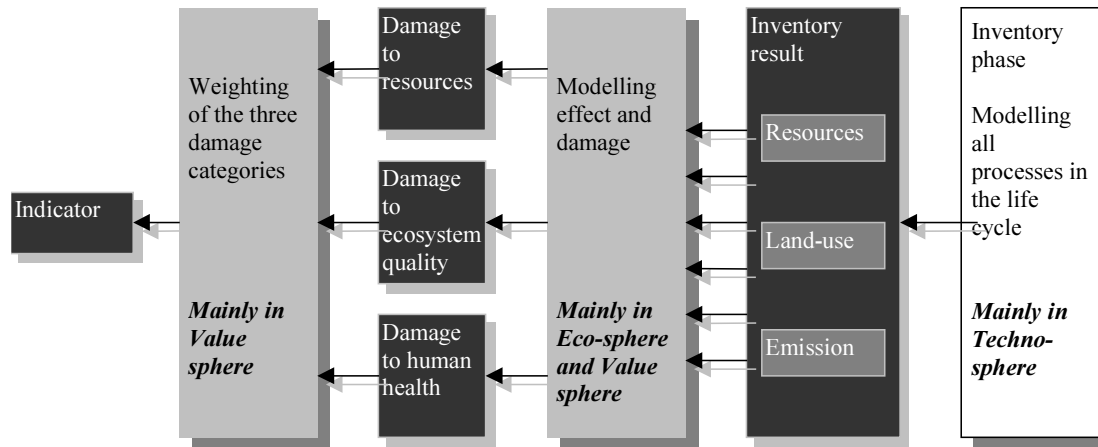 Indicator
Weighting
of the three
damage
categories
Mainly in
Value
sphere
Damage
to
resources
Damage
to
ecosystem
quality
Damage
to human
health
Modelling
effect and
damage
Mainly in
Eco-sphere
and Value
sphere
Inventory
result
Resources
Land-use
Emission
Inventory
phase
Modelling
all
processes in
the life
cycle
Mainly in
Techno-
sphere